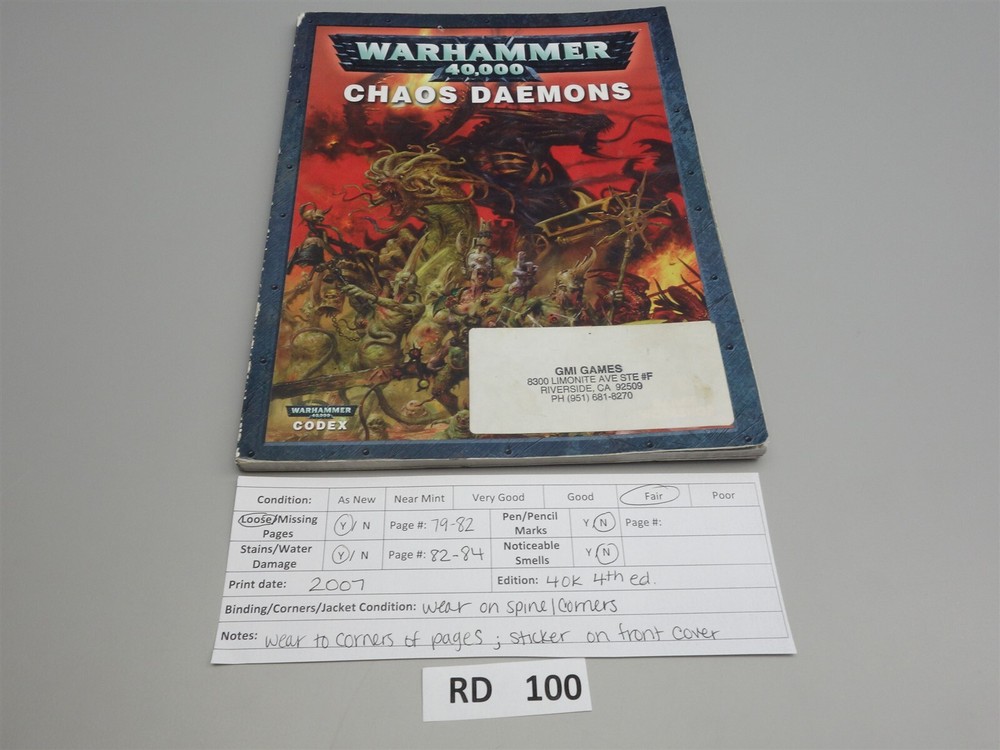 WARHAMMER
40,000
CHAOS DAEMONS
GMI GAMES
8300 LIMONITE AVE STE #F
RIVERSIDE, CA 92509
PH (951) 681-8270
WARHAMMER
40,000
CODEX
Condition: As New Near Mint Very Good Good Fair Poor
Loose/Missing Pages Y / N Page #: 79-82 Pen/Pencil Marks Y / N Page #:
Stains/Water Damage Y / N Page #: 82-84 Noticeable Smells Y / N
Print date: 2007 Edition: 40K 4th ed.
Binding/Corners/Jacket Condition: wear on spine/corners
Notes: wear to corners of pages; sticker on front cover
RD 100